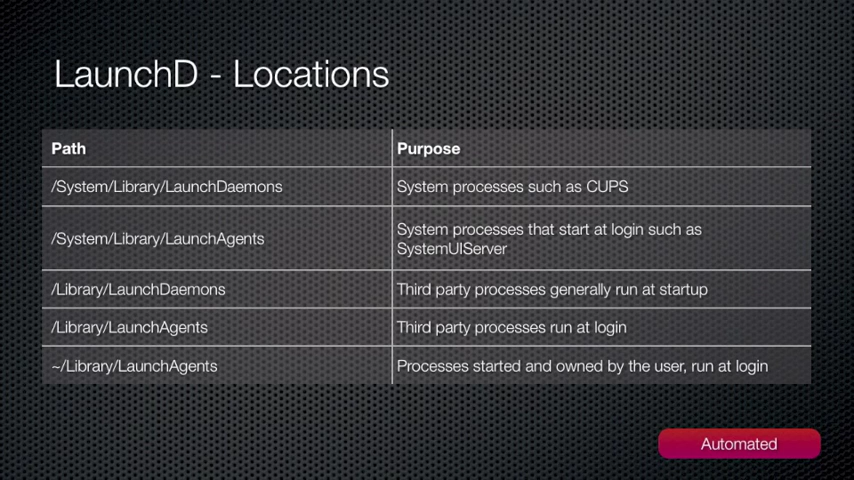 LaunchD - Locations
Path
Purpose
/System/Library/LaunchDaemons
System processes such as CUPS
/System/Library/LaunchAgents
System processes that start at login such as
SystemUIServer
/Library/LaunchDaemons
Third party processes generally run at startup
/Library/LaunchAgents
Third party processes run at login
~/Library/LaunchAgents
Processes started and owned by the user, run at login
Automated